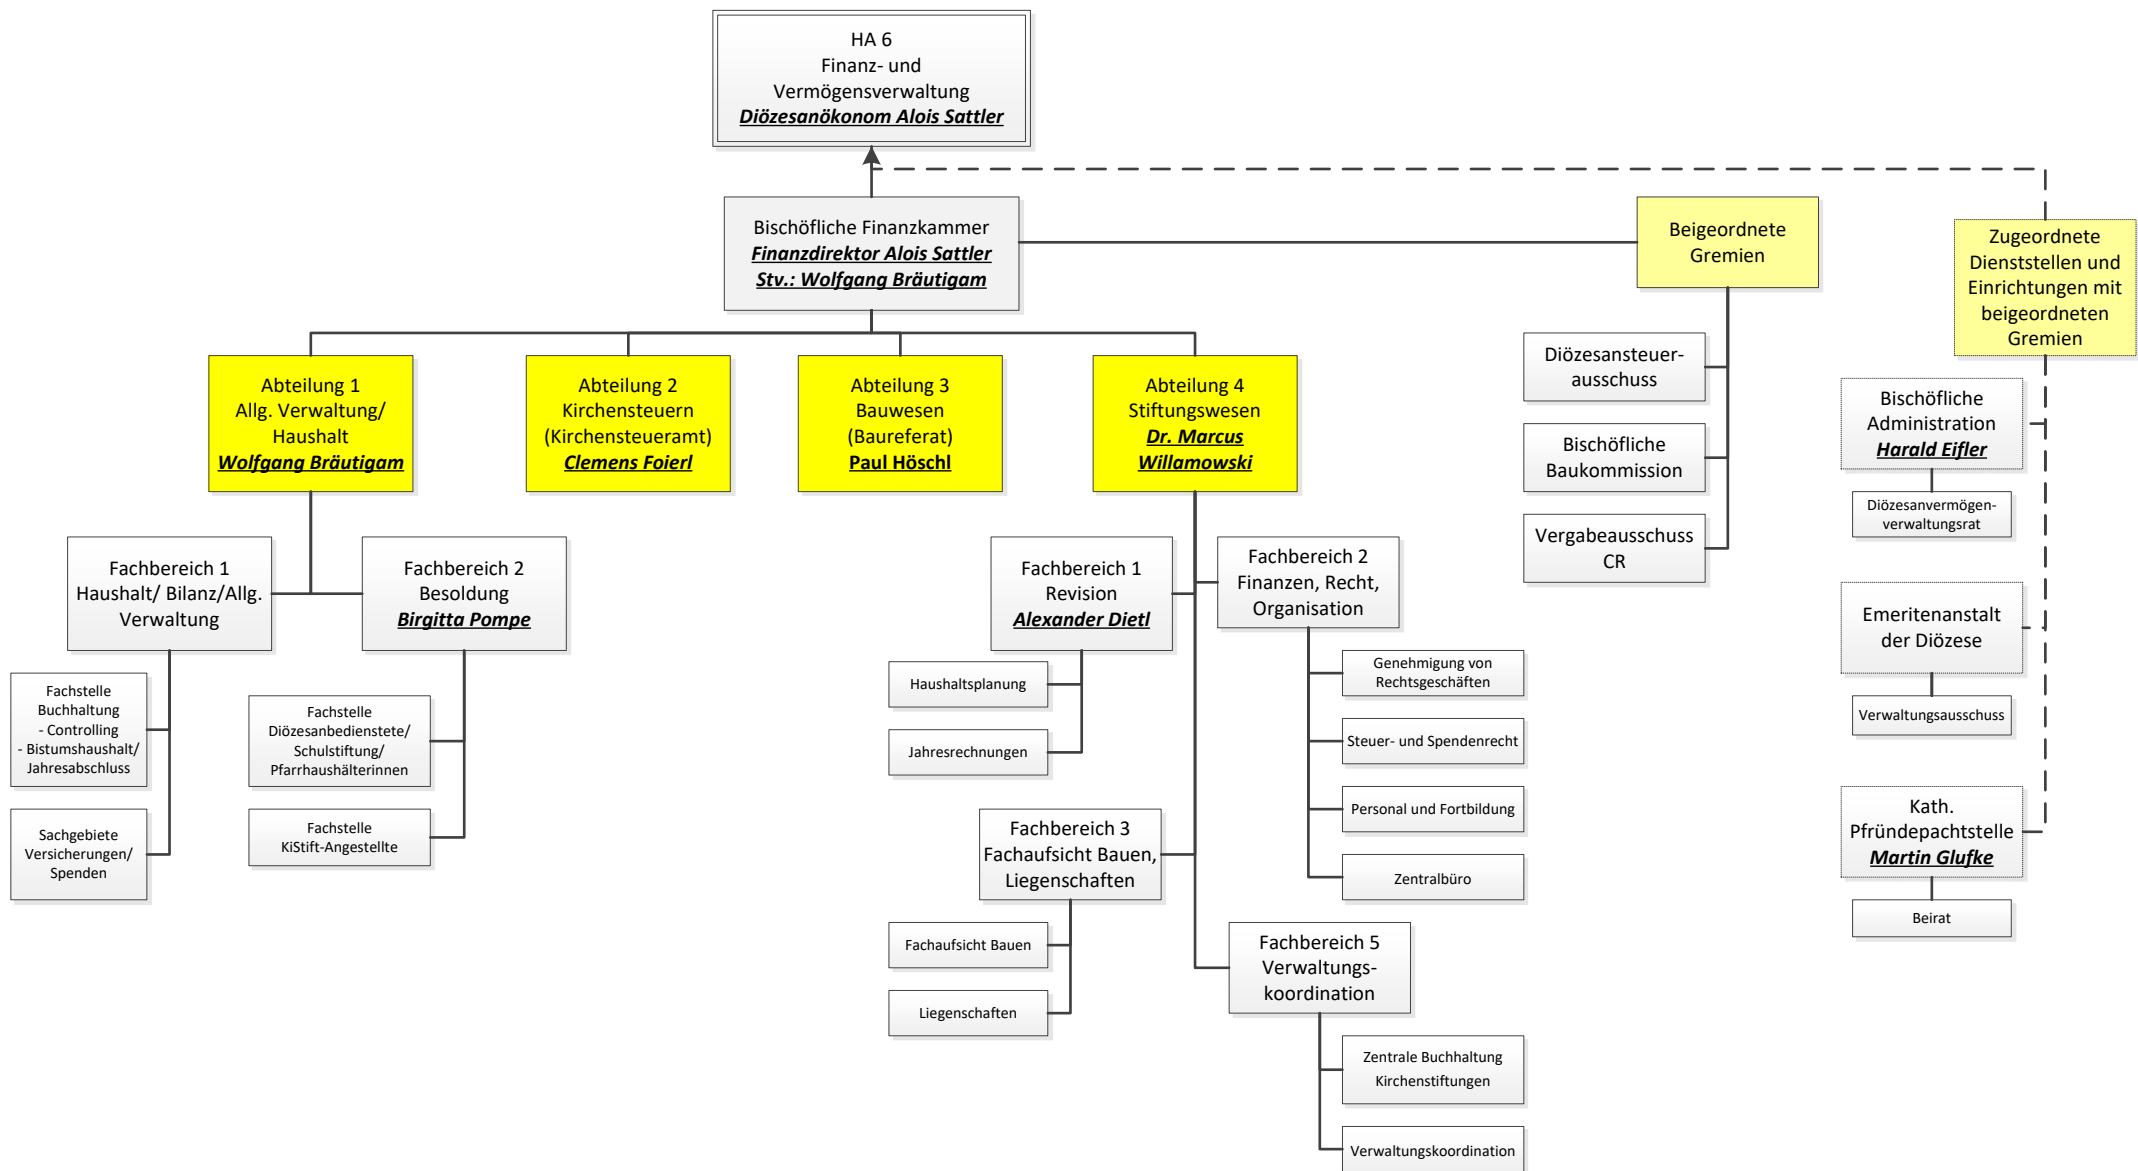 HA 6
Finanz- und
Vermögensverwaltung
Diözesanökonom Alois Sattler
Bischöfliche Finanzkammer
Finanzdirektor Alois Sattler
Stv.: Wolfgang Bräutigam
Beigeordnete
Gremien
Zugeordnete
Dienststellen und
Einrichtungen mit
beigeordneten
Gremien
Abteilung 1
Allg. Verwaltung/
Haushalt
Wolfgang Bräutigam
Abteilung 2
Kirchensteuern
(Kirchensteueramt)
Clemens Foierl
Abteilung 3
Bauwesen
(Baureferat)
Paul Höschl
Abteilung 4
Stiftungswesen
Dr. Marcus
Willamowski
Diözesansteuer-
ausschuss
Bischöfliche
Baukommission
Vergabeausschuss
CR
Bischöfliche
Administration
Harald Eifler
Diözesanvermögen-
verwaltungsrat
Emeritenanstalt
der Diözese
Verwaltungsausschuss
Kath.
Pfründepachtstelle
Martin Glufke
Beirat
Fachbereich 1
Haushalt/ Bilanz/Allg.
Verwaltung
Fachstelle
Buchhaltung
- Controlling
- Bistumshaushalt/
Jahresabschluss
Sachgebiete
Versicherungen/
Spenden
Fachbereich 2
Besoldung
Birgitta Pompe
Fachstelle
Diözesanbedienstete/
Schulstiftung/
Pfarrhaushälterinnen
Fachstelle
KiStift-Angestellte
Fachbereich 1
Revision
Alexander Dietl
Haushaltsplanung
Jahresrechnungen
Fachbereich 2
Finanzen, Recht,
Organisation
Genehmigung von
Rechtsgeschäften
Steuer- und Spendenrecht
Personal und Fortbildung
Zentralbüro
Fachbereich 3
Fachaufsicht Bauen,
Liegenschaften
Fachaufsicht Bauen
Liegenschaften
Fachbereich 5
Verwaltungs-
koordination
Zentrale Buchhaltung
Kirchenstiftungen
Verwaltungskoordination